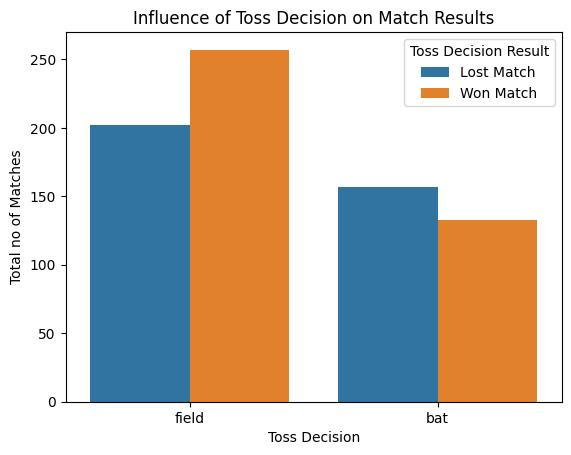 Influence of Toss Decision on Match Results
Toss Decision Result
Lost Match
Won Match
Total no of Matches
250
200
150
100
50
0
field
bat
Toss Decision